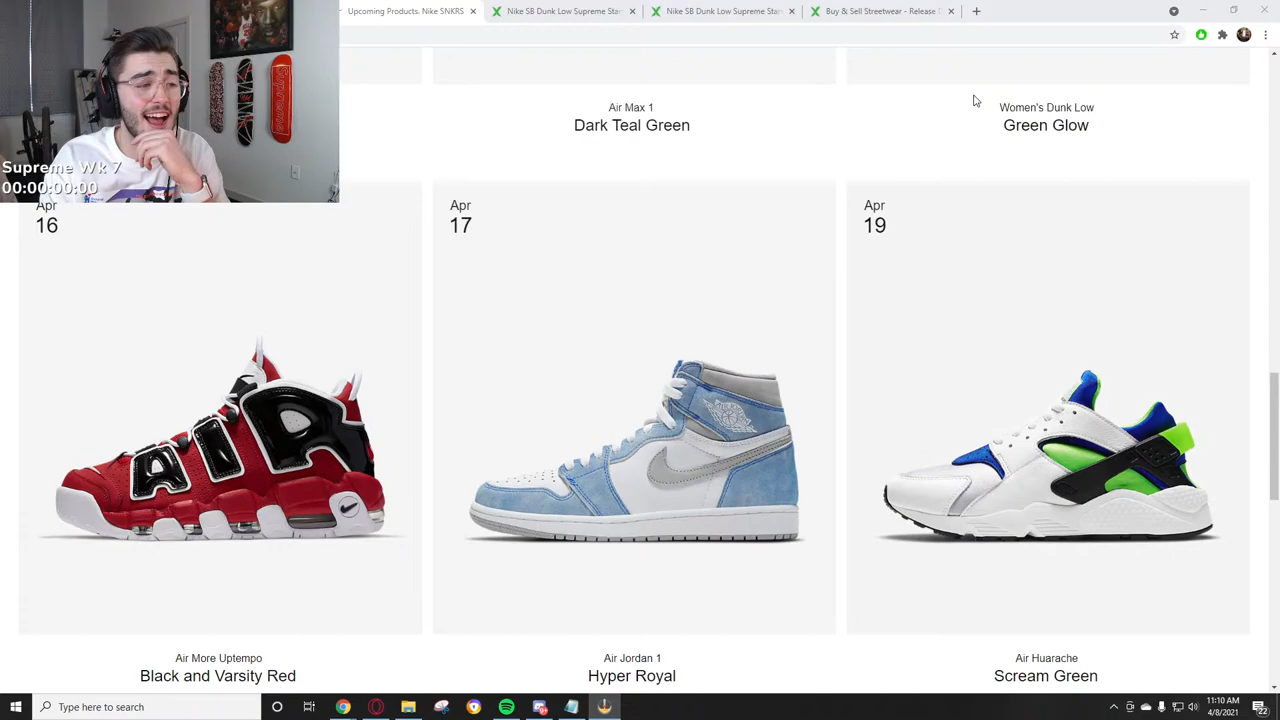 Upcoming Products. Nike SNKRS
Nike SB Dunk Low Supreme Star
Nike SB Dunk Low Supreme Star
Buy & Sell Streetwear - Release
Air Max 1
Dark Teal Green
Women's Dunk Low
Green Glow
Supreme
Supreme Wk 7
00:00:00:00
Apr
16
Apr
17
Apr
19
AIR
Air More Uptempo
Black and Varsity Red
Air Jordan 1
Hyper Royal
Air Huarache
Scream Green
Type here to search
11:10 AM
4/8/2021
22